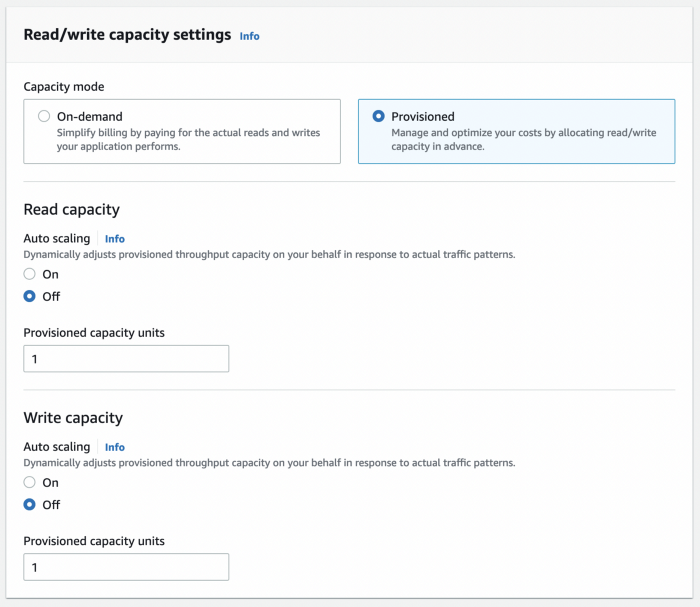 Read/write capacity settings Info
Capacity mode
On-demand
Simplify billing by paying for the actual reads and writes
your application performs.
Provisioned
Manage and optimize your costs by allocating read/write
capacity in advance.
Read capacity
Auto scaling Info
Dynamically adjusts provisioned throughput capacity on your behalf in response to actual traffic patterns.
On
Off
Provisioned capacity units
1
Write capacity
Auto scaling Info
Dynamically adjusts provisioned throughput capacity on your behalf in response to actual traffic patterns.
On
Off
Provisioned capacity units
1